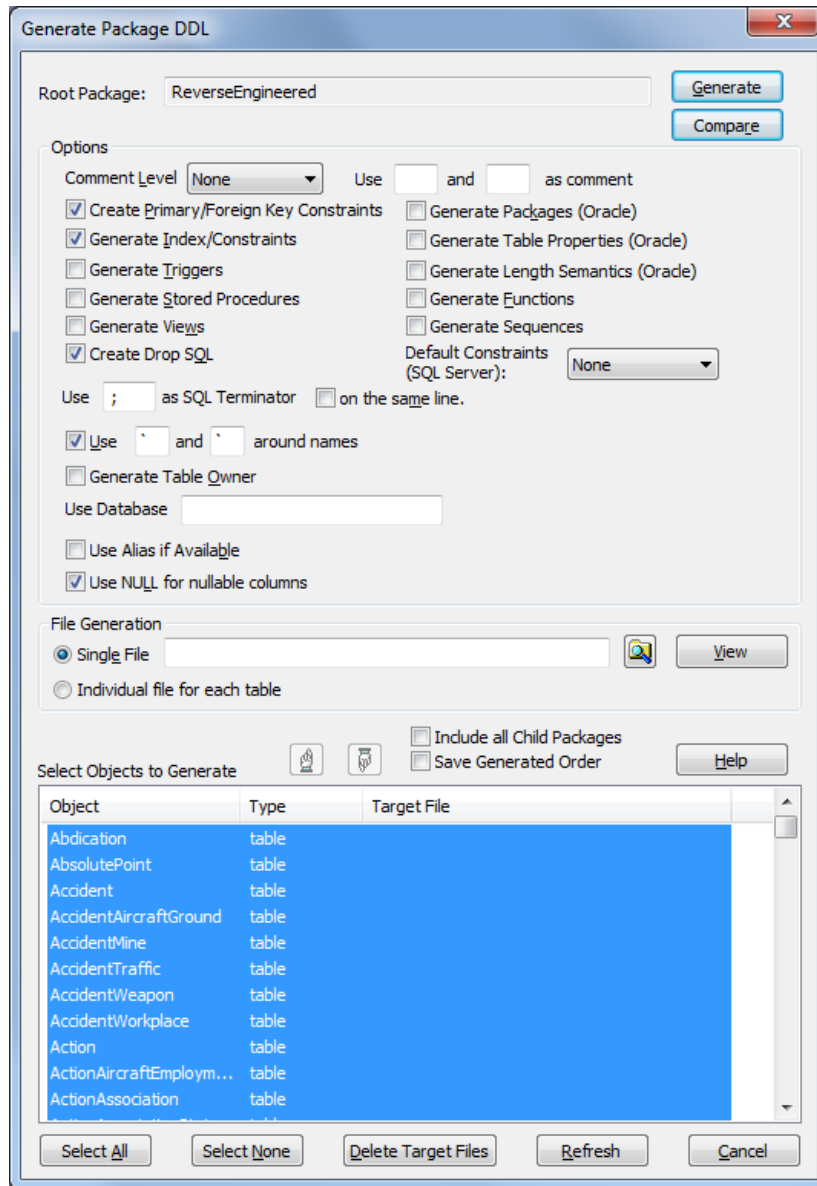 Generate Package DDL
Root Package: ReverseEngineered Generate
Compare
Options
Comment Level None Use and as comment
Create Primary/Foreign Key Constraints Generate Packages (Oracle)
Generate Index/Constraints Generate Table Properties (Oracle)
Generate Triggers Generate Length Semantics (Oracle)
Generate Stored Procedures Generate Functions
Generate Views Generate Sequences
Create Drop SQL Default Constraints
(SQL Server): None
Use ; as SQL Terminator on the same line.
Use ` and ` around names
Generate Table Owner
Use Database
Use Alias if Available
Use NULL for nullable columns
File Generation
Single File View
Individual file for each table
Include all Child Packages
Select Objects to Generate Save Generated Order Help
Object Type Target File
Abdication table
AbsolutePoint table
Accident table
AccidentAircraftGround table
AccidentMine table
AccidentTraffic table
AccidentWeapon table
AccidentWorkplace table
Action table
ActionAircraftEmploym... table
ActionAssociation table
Select All Select None Delete Target Files Refresh Cancel